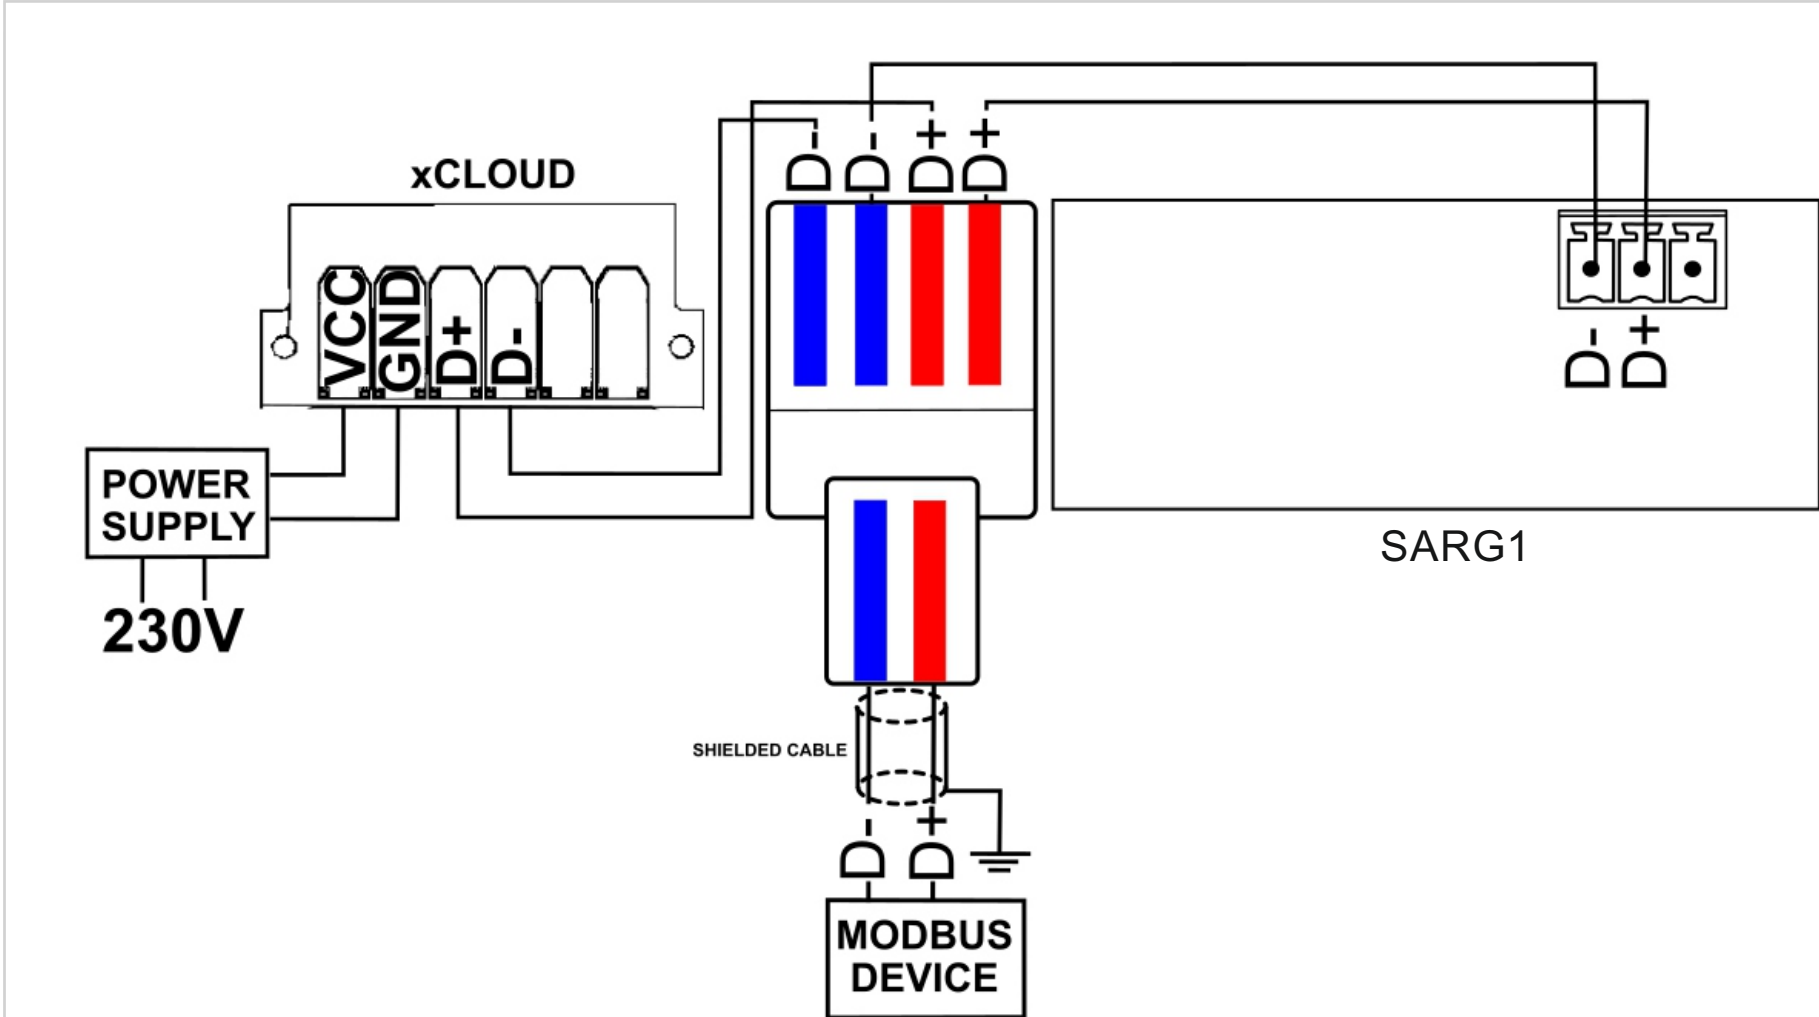 D- D- D+ D+
xCLOUD
VCC GND D+ D-
D- D+
POWER
SUPPLY
230V
SARG1
SHIELDED CABLE
D- D+
MODBUS
DEVICE